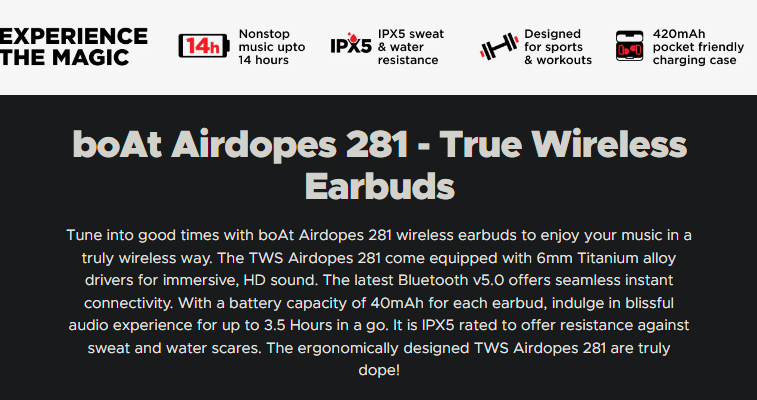 EXPERIENCE
THE MAGIC
14h
Nonstop
music upto
14 hours
IPX5
IPX5 sweat
& water
resistance
Designed
for sports
& workouts
420mAh
pocket friendly
charging case
boAt Airdopes 281 - True Wireless
Earbuds
Tune into good times with boAt Airdopes 281 wireless earbuds to enjoy your music in a
truly wireless way. The TWS Airdopes 281 come equipped with 6mm Titanium alloy
drivers for immersive, HD sound. The latest Bluetooth v5.0 offers seamless instant
connectivity. With a battery capacity of 40mAh for each earbud, indulge in blissful
audio experience for up to 3.5 Hours in a go. It is IPX5 rated to offer resistance against
sweat and water scares. The ergonomically designed TWS Airdopes 281 are truly
dope!